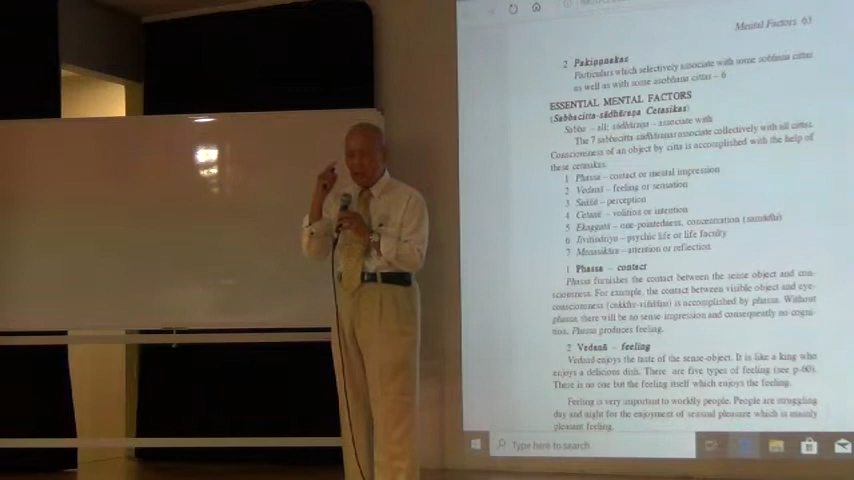 Mental Factors 63
2 Pakiṇṇakas
Particulars which selectively associate with some sobhana cittas
as well as with some asobhana cittas – 6
ESSENTIAL MENTAL FACTORS
(Sabbacitta-sādhāraṇa Cetasikas)
Sabba – all; sādhāraṇa – associate with
The 7 sabbacitta-sādhāraṇas associate collectively with all cittas.
Consciousness of an object by citta is accomplished with the help of
these cetasikas.
1 Phassa – contact or mental impression
2 Vedanā – feeling or sensation
3 Saññā – perception
4 Cetanā – volition or intention
5 Ekaggatā – one-pointedness, concentration (samādhi)
6 Jīvitindriya – psychic life or life faculty
7 Manasikāra – attention or reflection
1 Phassa – contact
Phassa furnishes the contact between the sense object and con-
sciousness. For example, the contact between visible object and eye-
consciousness (cakkhu-viññāṇa) is accomplished by phassa. Without
phassa, there will be no sense-impression and consequently no cogni-
tion. Phassa produces feeling.
2 Vedanā – feeling
Vedanā enjoys the taste of the sense-object. It is like a king who
enjoys a delicious dish. There are five types of feeling (see p-60).
There is no one but the feeling itself which enjoys the feeling.
Feeling is very important to worldly people. People are struggling
day and night for the enjoyment of sensual pleasure which is mainly
pleasant feeling.
Type here to search